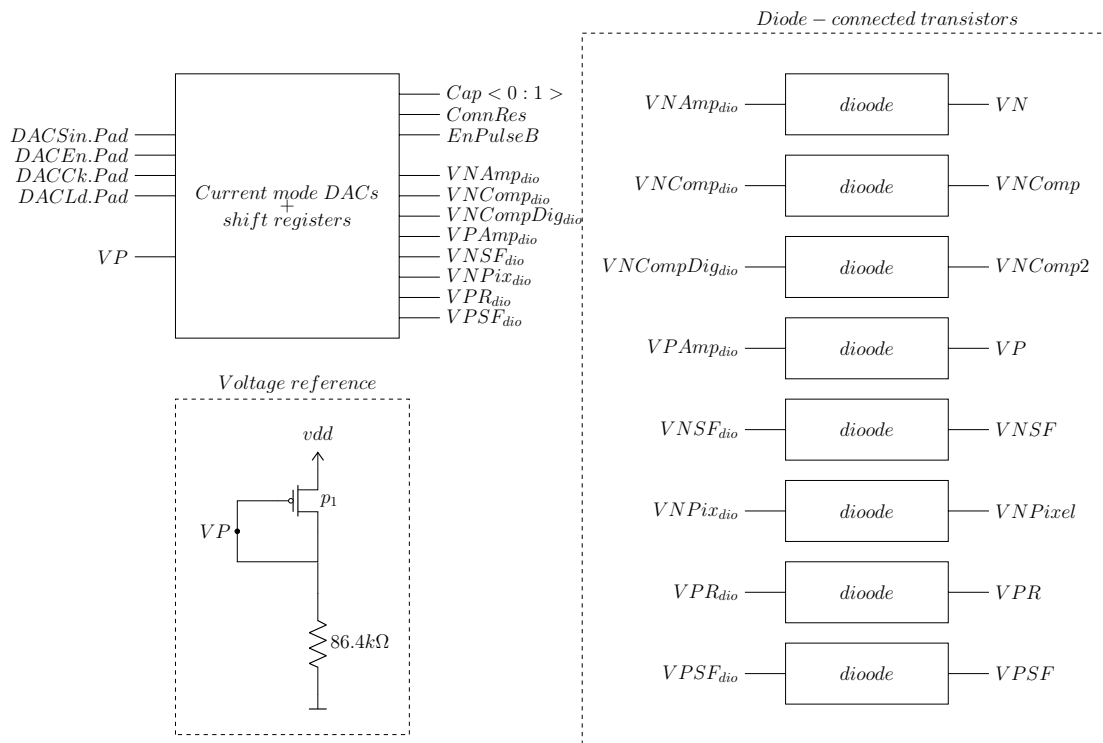 Diode − connected transistors
Cap < 0 : 1 >
ConnRes
EnPulseB
DACSin.Pad
DACEn.Pad
DACCk.Pad
DACLd.Pad
VP
Current mode DACs
+
shift registers
VNAmp_dio
VNComp_dio
VNCompDig_dio
VPAmp_dio
VNSF_dio
VNPix_dio
VPR_dio
VPSF_dio
Voltage reference
vdd
p_1
VP
86.4kΩ
VNAmp_dio dioode VN
VNComp_dio dioode VNComp
VNCompDig_dio dioode VNComp2
VPAmp_dio dioode VP
VNSF_dio dioode VNSF
VNPix_dio dioode VNPixel
VPR_dio dioode VPR
VPSF_dio dioode VPSF